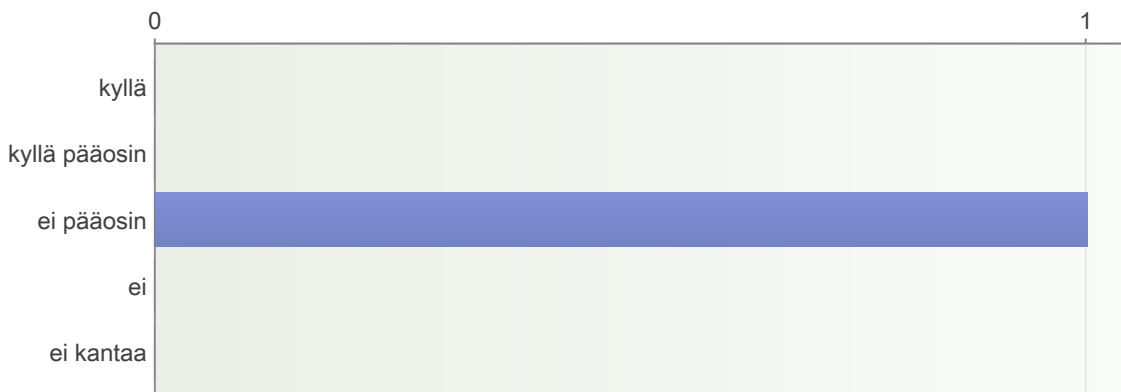 0 1
kyllä
kyllä pääosin
ei pääosin
ei
ei kantaa